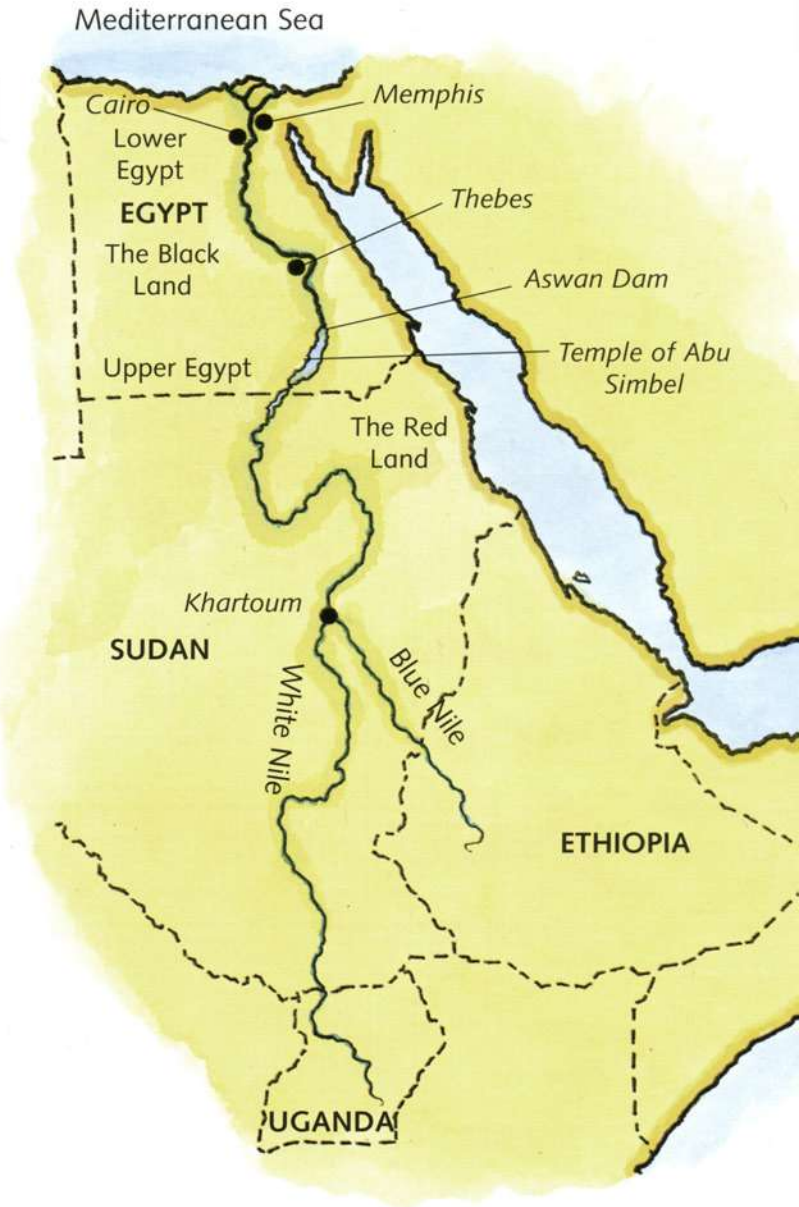 Mediterranean Sea
Cairo
Memphis
Lower
Egypt
EGYPT
Thebes
The Black
Land
Aswan Dam
Upper Egypt
Temple of Abu
Simbel
The Red
Land
Khartoum
SUDAN
White Nile
Blue Nile
ETHIOPIA
UGANDA